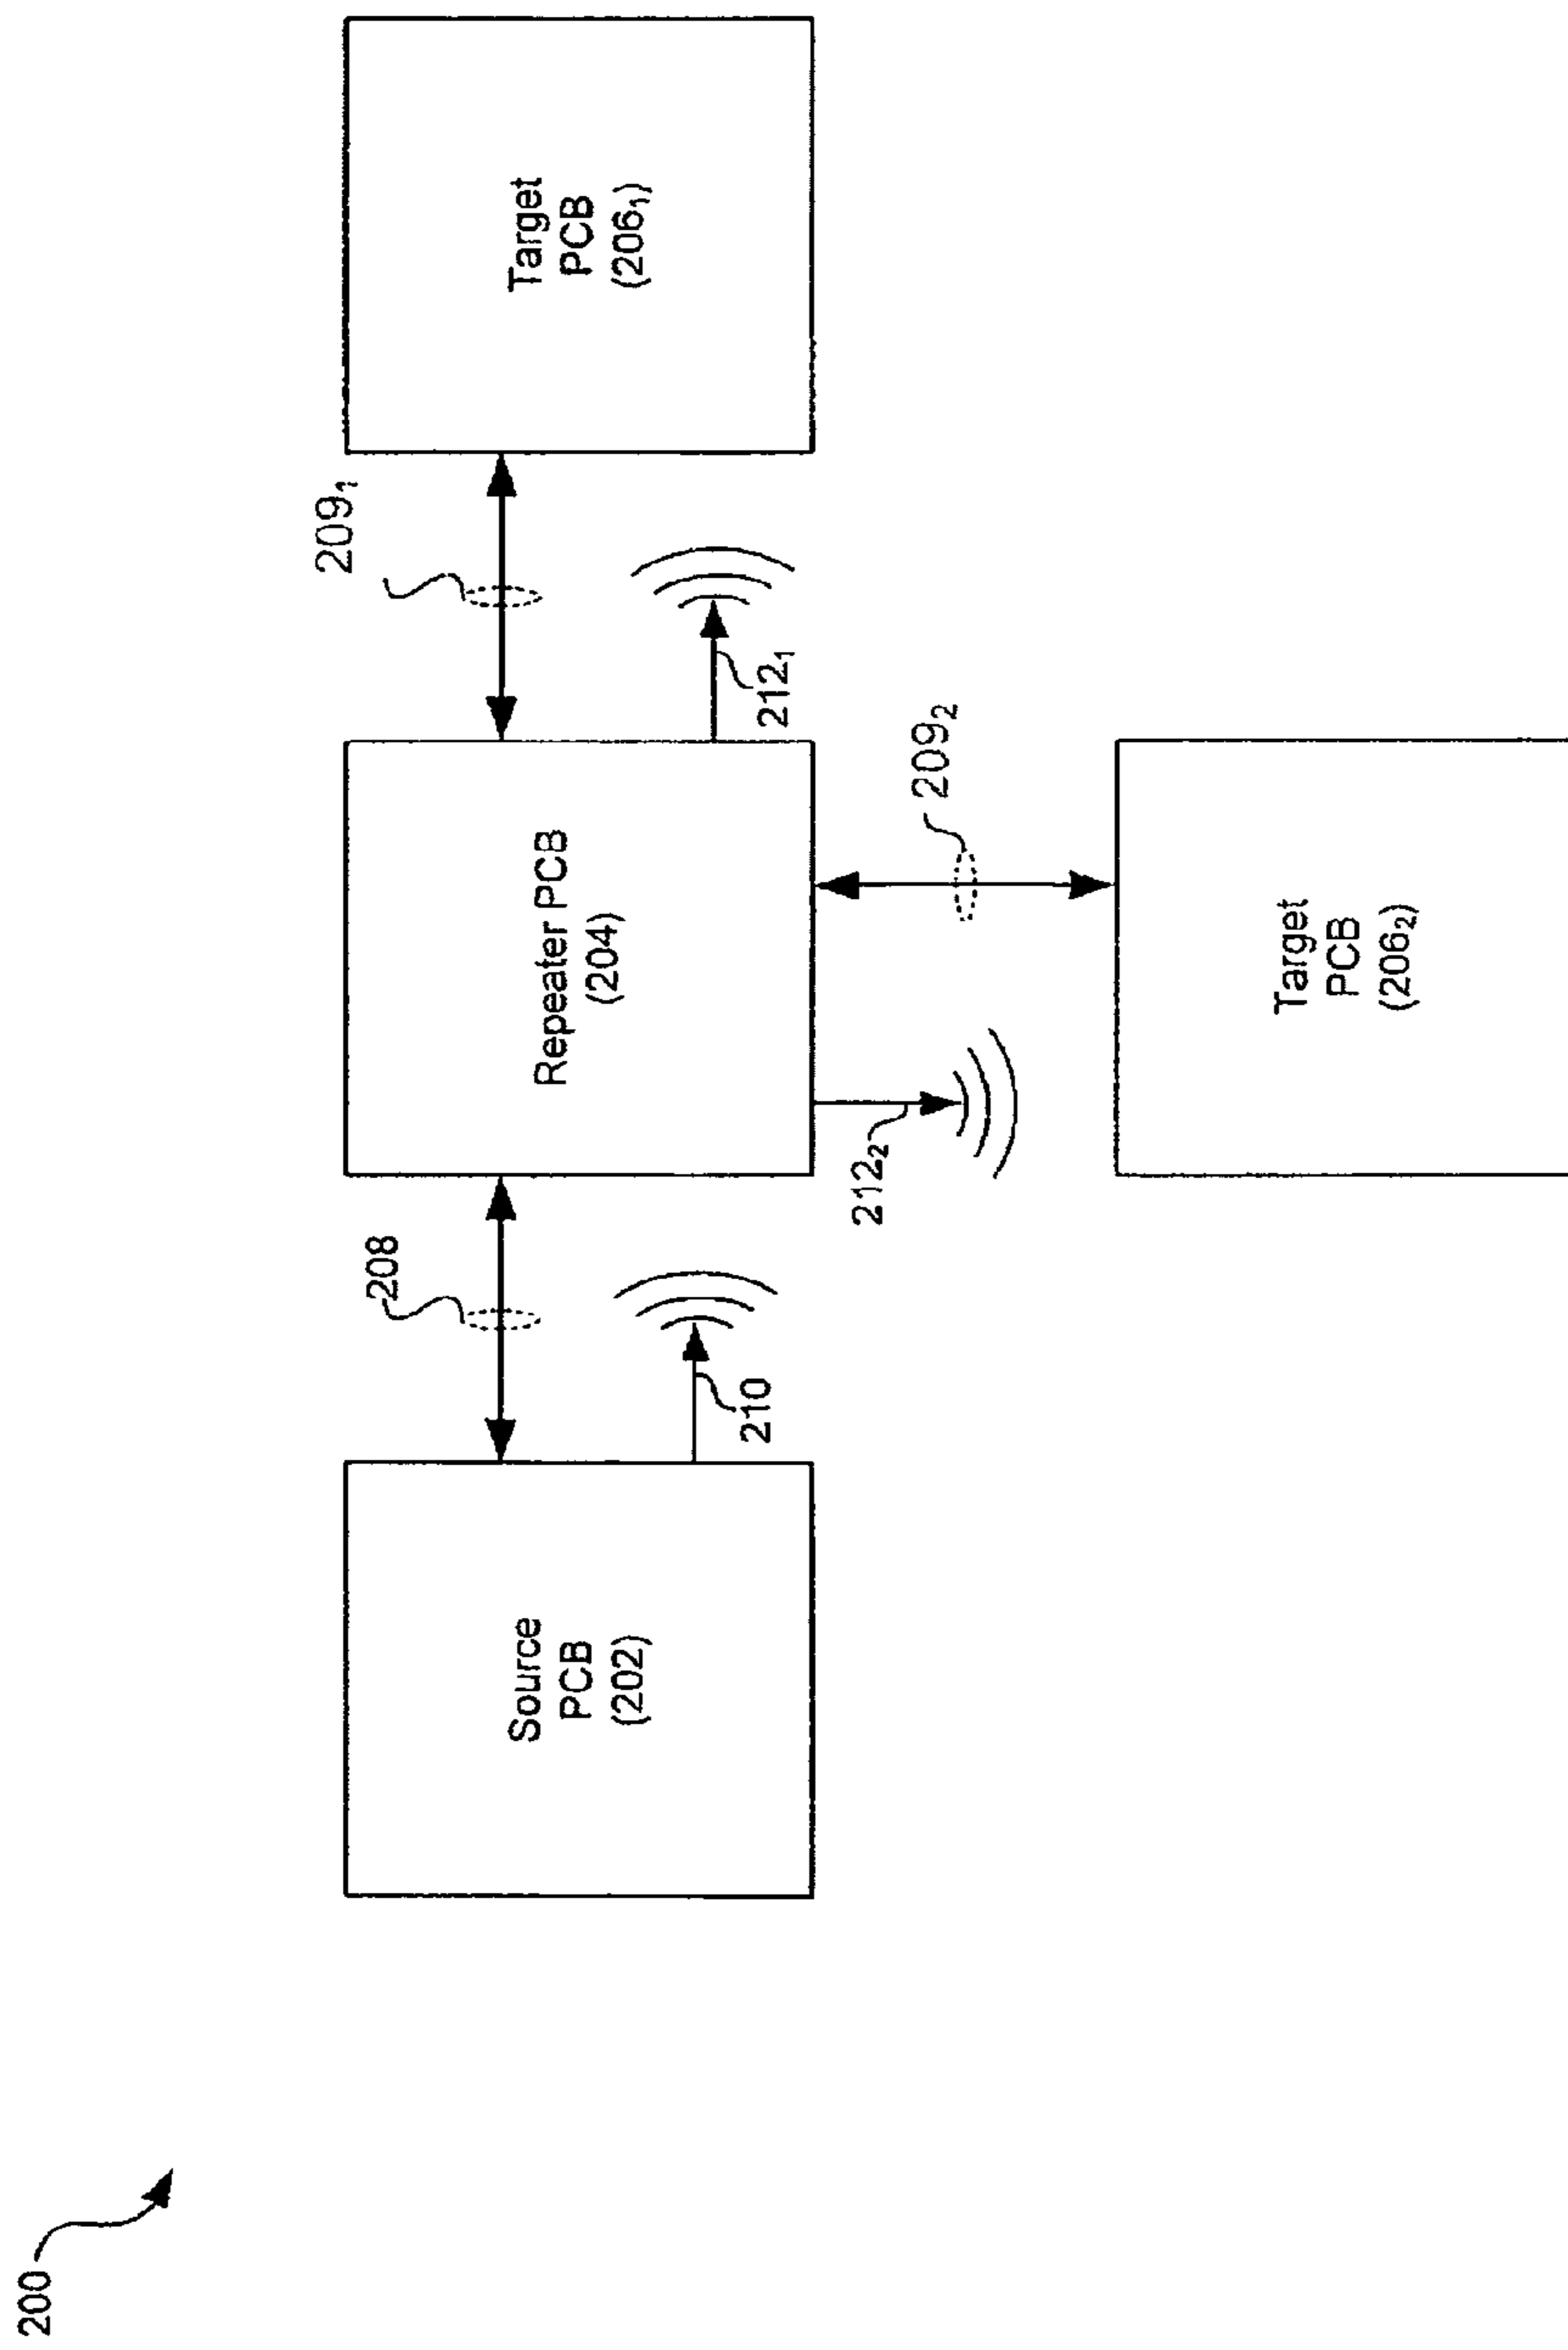 200
Source
PCB
(202)
208
210
Repeater PCB
(204)
209₁
212₁
Target
PCB
(206₁)
212₂
209₂
Target
PCB
(206₂)